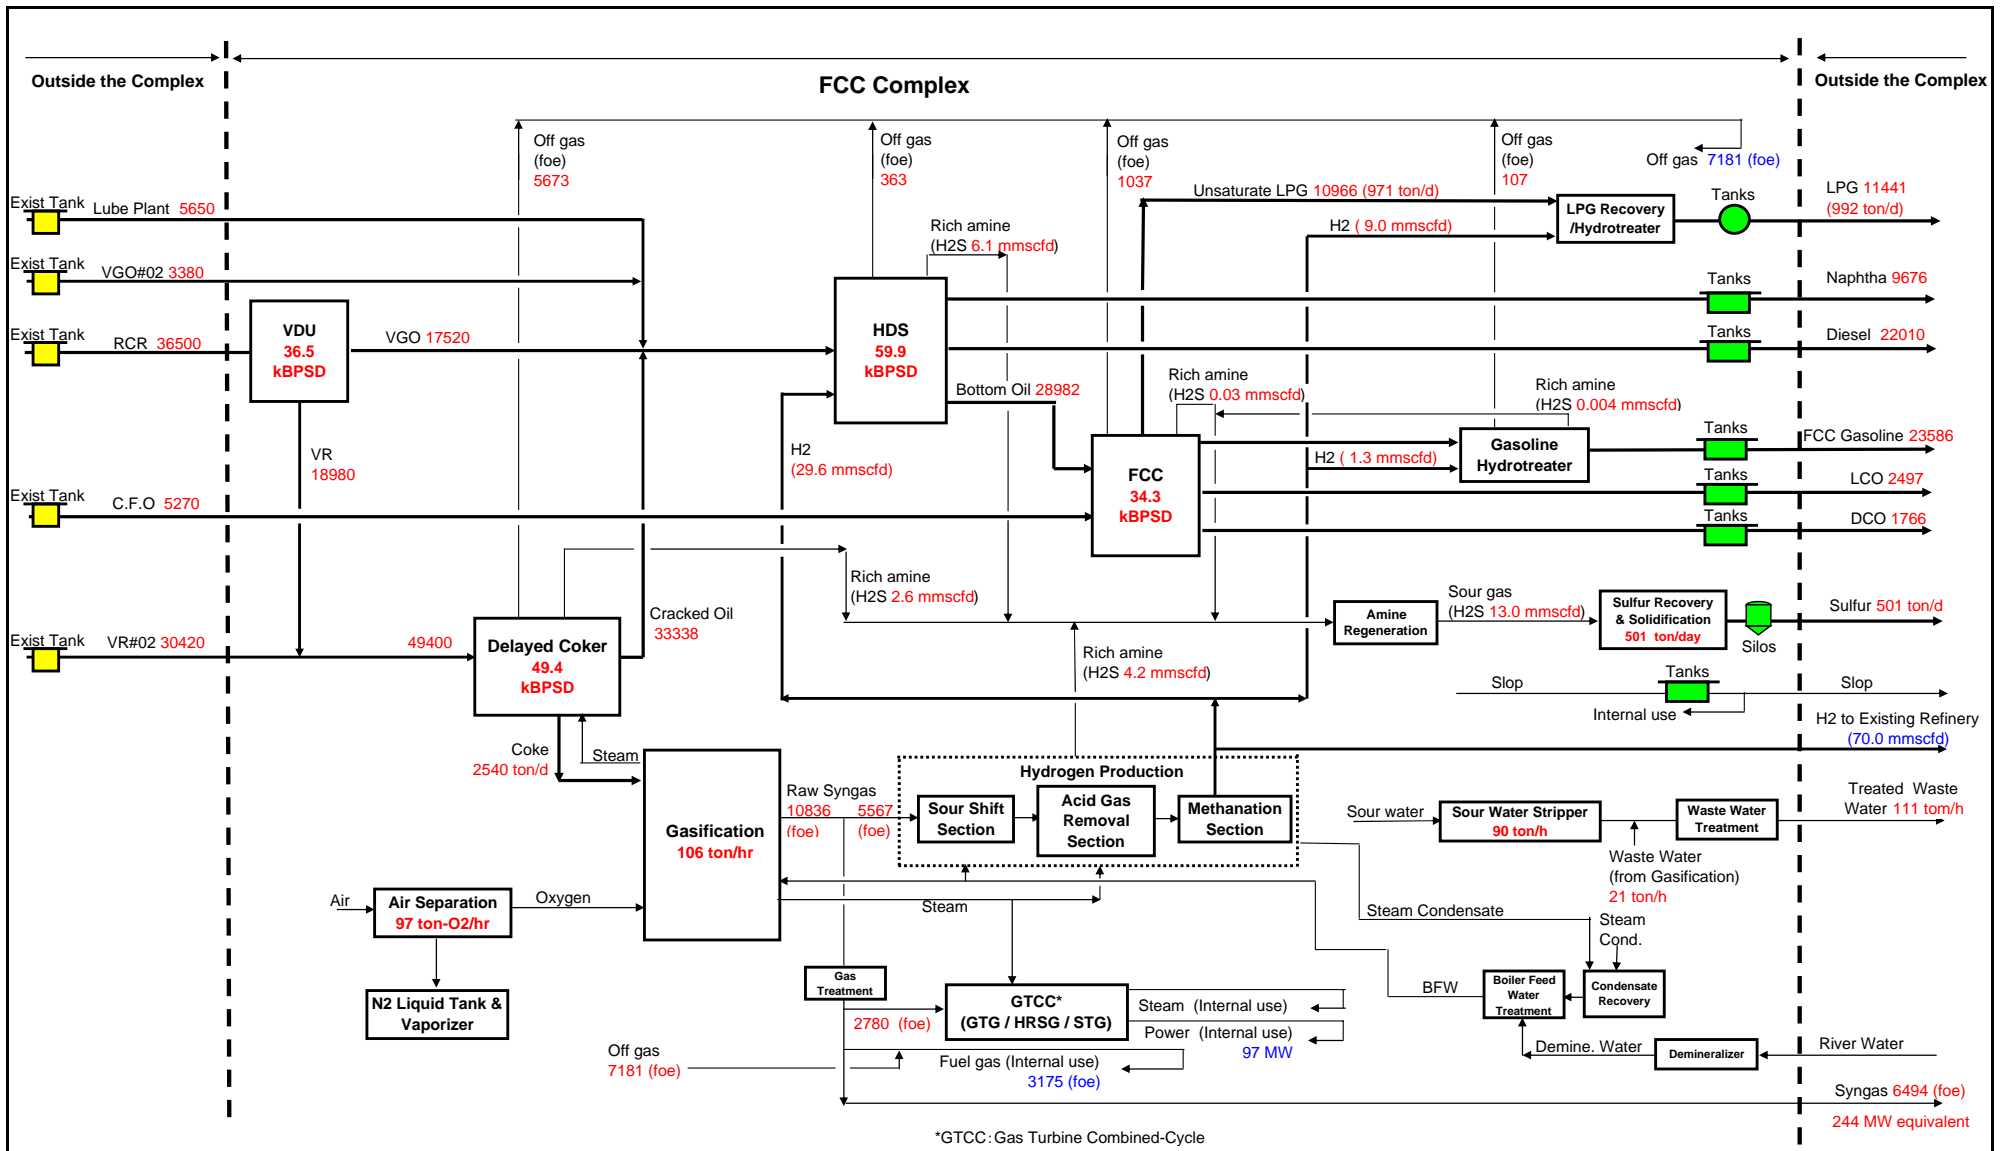 Outside the Complex
FCC Complex
Outside the Complex
Off gas
(foe)
5673
Off gas
(foe)
363
Off gas
(foe)
1037
Off gas
(foe)
107
Off gas 7181 (foe)
Exist Tank
Lube Plant 5650
Unsaturate LPG 10966 (971 ton/d)
LPG Recovery
/Hydrotreater
Tanks
LPG 11441
(992 ton/d)
Rich amine
(H2S 6.1 mmscfd)
H2 ( 9.0 mmscfd)
Exist Tank
VGO#02 3380
Tanks
Naphtha 9676
Exist Tank
RCR 36500
VDU
36.5
kBPSD
VGO 17520
HDS
59.9
kBPSD
Tanks
Diesel 22010
Bottom Oil 28982
Rich amine
(H2S 0.03 mmscfd)
Rich amine
(H2S 0.004 mmscfd)
H2
(29.6 mmscfd)
VR
18980
FCC
34.3
kBPSD
H2 ( 1.3 mmscfd)
Gasoline
Hydrotreater
Tanks
FCC Gasoline 23586
Tanks
LCO 2497
Exist Tank
C.F.O 5270
Tanks
DCO 1766
Rich amine
(H2S 2.6 mmscfd)
Cracked Oil
33338
Amine
Regeneration
Sour gas
(H2S 13.0 mmscfd)
Sulfur Recovery
& Solidification
501 ton/day
Silos
Sulfur 501 ton/d
Exist Tank
VR#02 30420
49400
Delayed Coker
49.4
kBPSD
Rich amine
(H2S 4.2 mmscfd)
Slop
Tanks
Slop
Internal use
H2 to Existing Refinery
(70.0 mmscfd)
Coke
2540 ton/d
Steam
Gasification
106 ton/hr
Raw Syngas
10836
(foe)
5567
(foe)
Hydrogen Production
Sour Shift
Section
Acid Gas
Removal
Section
Methanation
Section
Sour water
Sour Water Stripper
90 ton/h
Waste Water
Treatment
Treated Waste
Water 111 tom/h
Waste Water
(from Gasification)
21 ton/h
Air
Air Separation
97 ton-O2/hr
Oxygen
Steam
Steam Condensate
Steam
Cond.
N2 Liquid Tank &
Vaporizer
Gas
Treatment
2780 (foe)
GTCC*
(GTG / HRSG / STG)
Steam (Internal use)
Power (Internal use)
97 MW
BFW
Boiler Feed
Water
Treatment
Condensate
Recovery
Off gas
7181 (foe)
Fuel gas (Internal use)
3175 (foe)
Demine. Water
Demineralizer
River Water
Syngas 6494 (foe)
244 MW equivalent
*GTCC:Gas Turbine Combined-Cycle